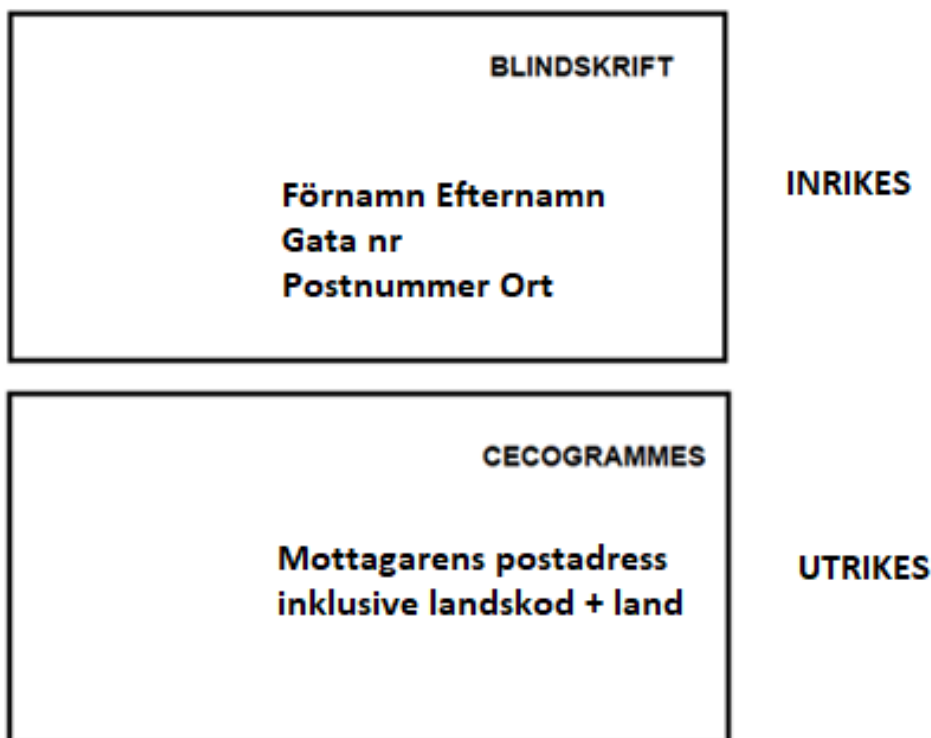 BLINDSKRIFT
Förnamn Efternamn
Gata nr
Postnummer Ort
INRIKES
CECOGRAMMES
Mottagarens postadress
inklusive landskod + land
UTRIKES